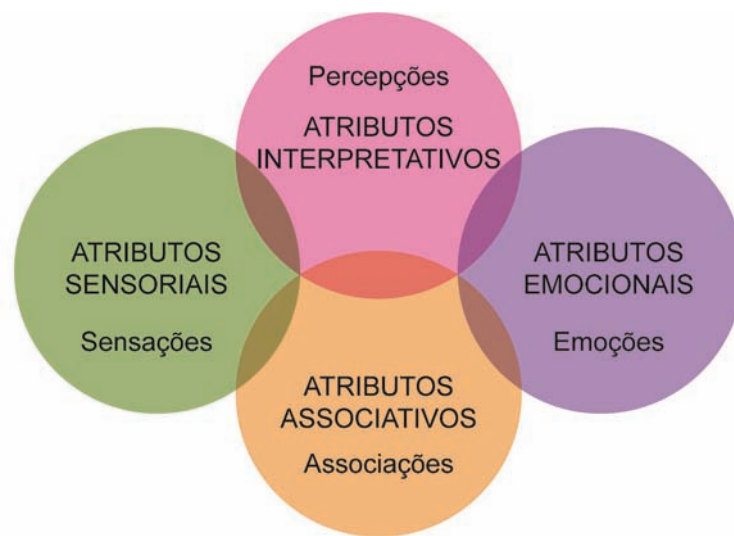 Percepções
ATRIBUTOS
INTERPRETATIVOS
ATRIBUTOS
SENSORIAIS
Sensações
ATRIBUTOS
EMOCIONAIS
Emoções
ATRIBUTOS
ASSOCIATIVOS
Associações